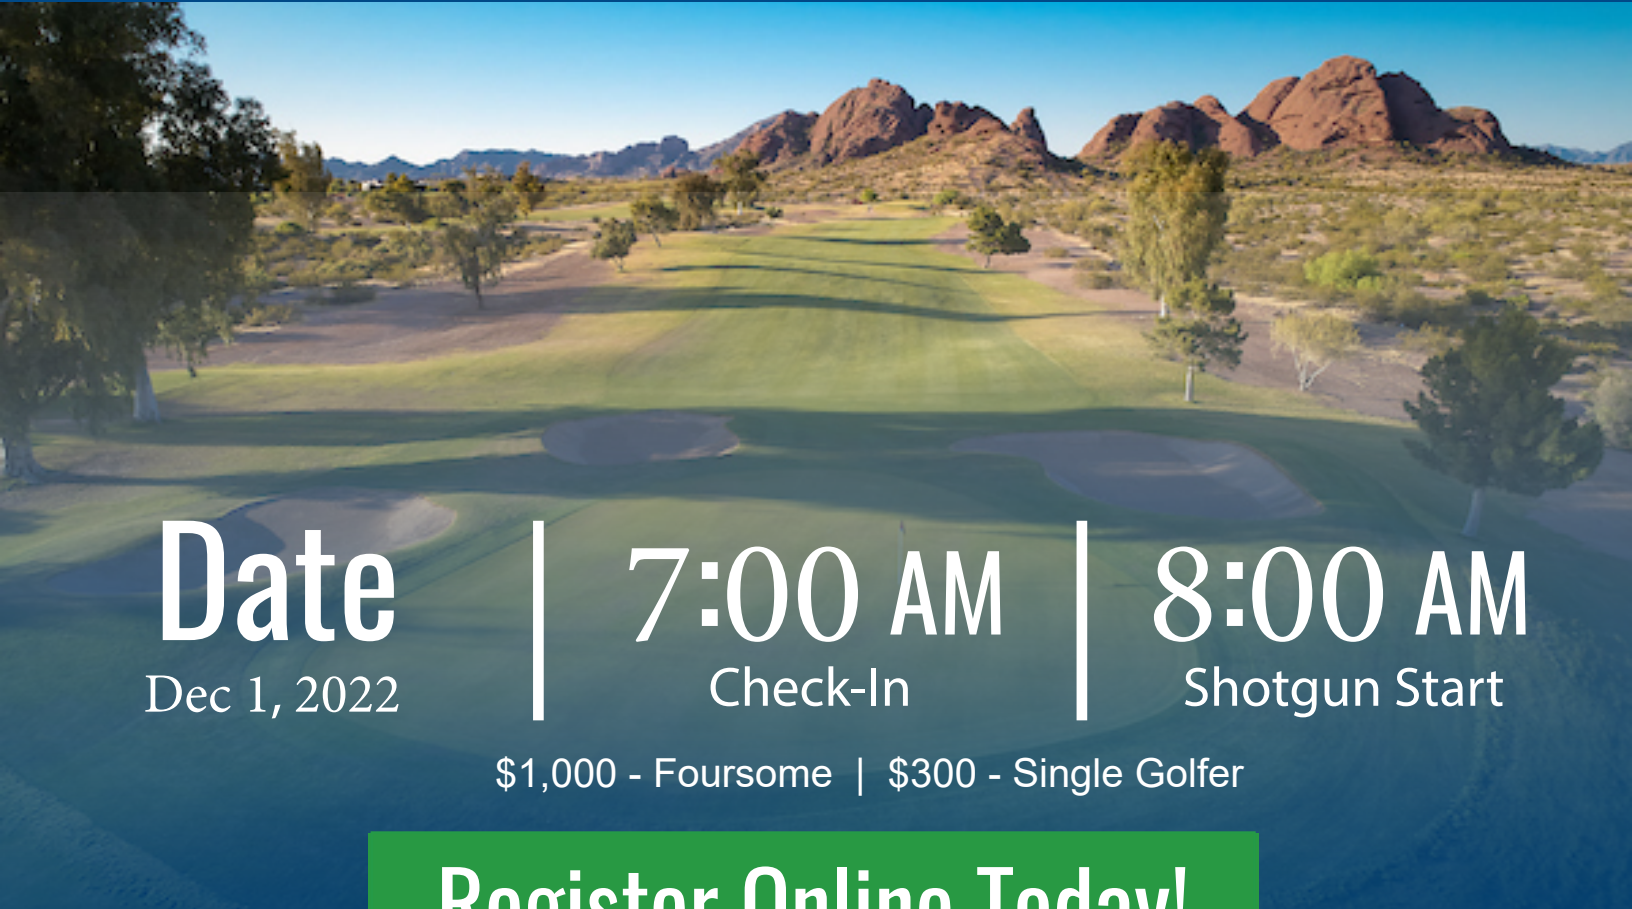 Date
Dec 1, 2022
7:00 AM
Check-In
8:00 AM
Shotgun Start
$1,000 - Foursome | $300 - Single Golfer
Register Online Today!